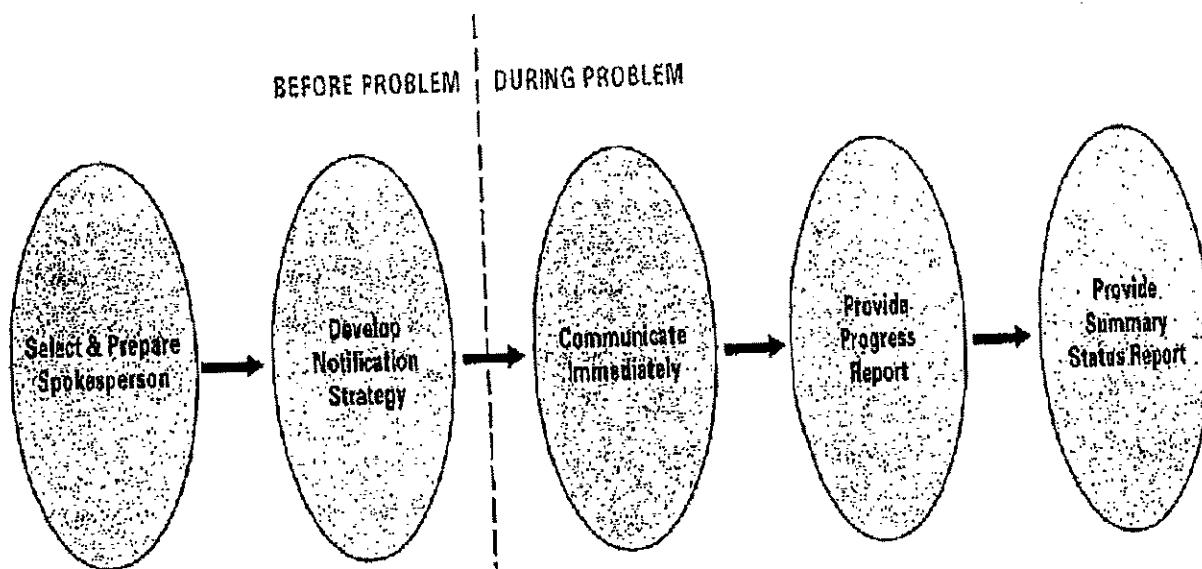 BEFORE PROBLEM
DURING PROBLEM
Select & Prepare
Spokesperson
Develop
Notification
Strategy
Communicate
Immediately
Provide
Progress
Report
Provide
Summary
Status Report